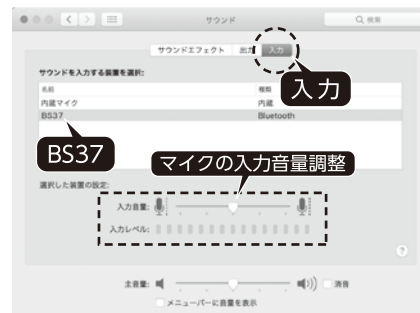 サウンド
検索
サウンドエフェクト 出力 入力
サウンドを入力する装置を選択:
入力
名前 種類
内蔵マイク 内蔵
BS37 Bluetooth
BS37
マイクの入力音量調整
選択した装置の設定:
入力音量:
入力レベル:
?
主音量: 消音
メニューバーに音量を表示